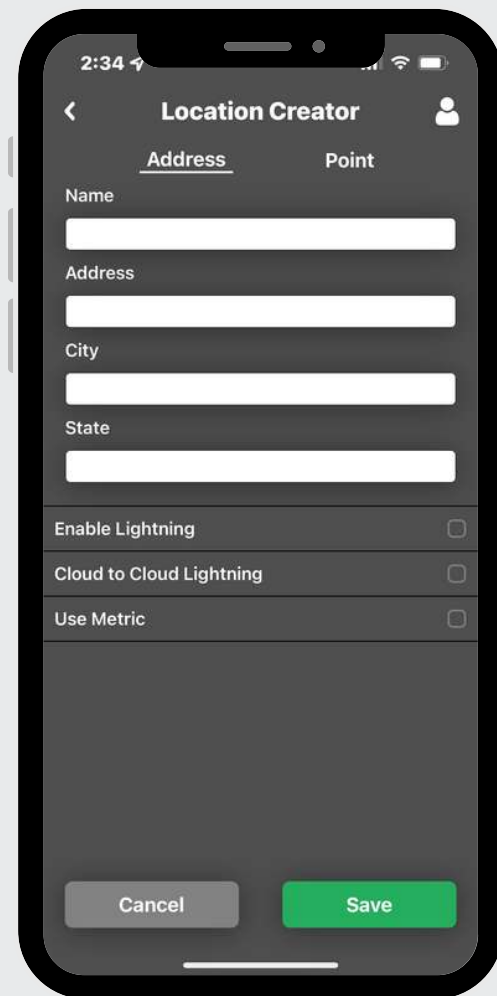 2:34
Location Creator
Address Point
Name
Address
City
State
Enable Lightning
Cloud to Cloud Lightning
Use Metric
Cancel Save